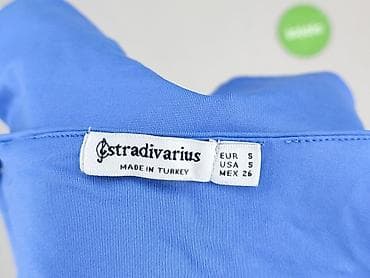 stradivarius
MADE IN TURKEY
EUR S
USA S
MEX 26